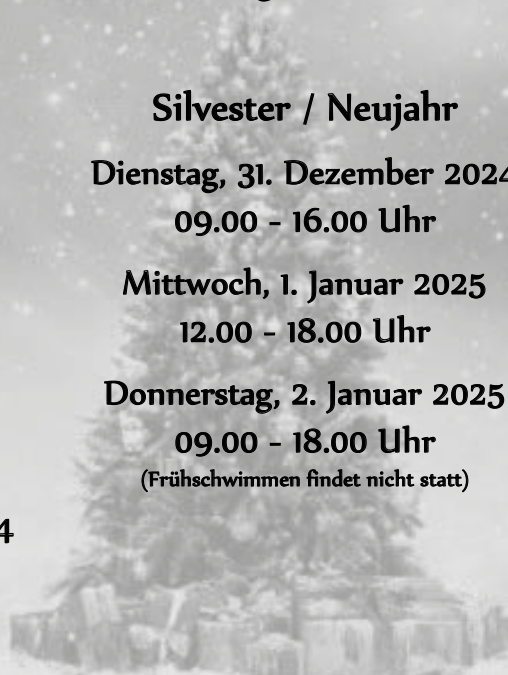 Silvester / Neujahr
Dienstag, 31. Dezember 2024
09.00 - 16.00 Uhr
Mittwoch, 1. Januar 2025
12.00 - 18.00 Uhr
Donnerstag, 2. Januar 2025
09.00 - 18.00 Uhr
(Frühschwimmen findet nicht statt)
4